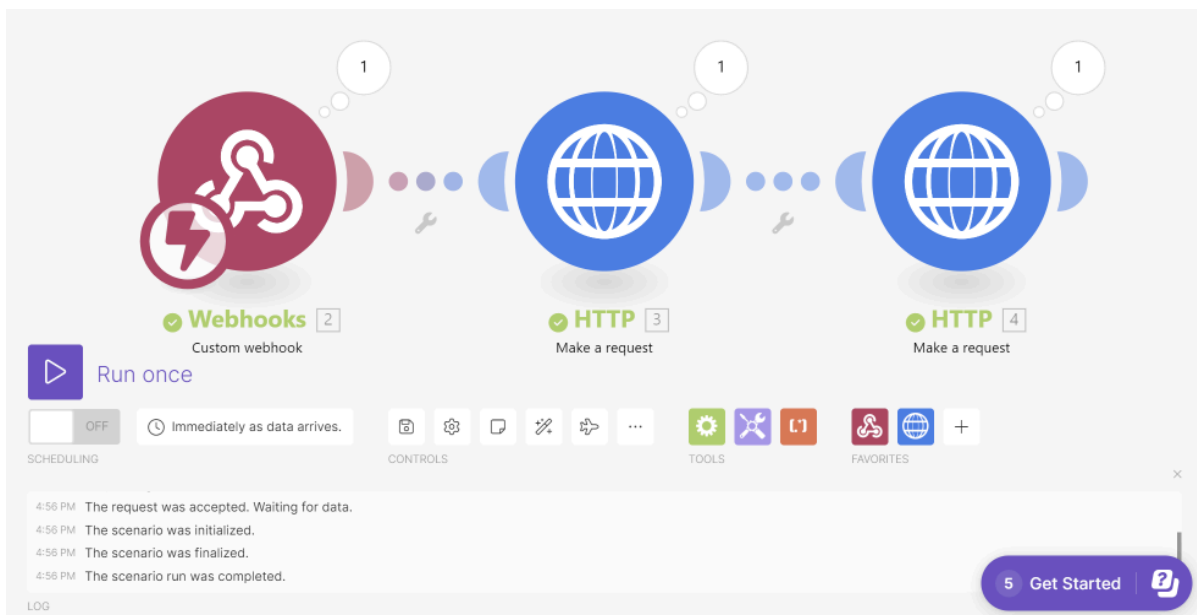 1
1
1
Webhooks 2
Custom webhook
HTTP 3
Make a request
HTTP 4
Make a request
Run once
OFF
Immediately as data arrives.
SCHEDULING
CONTROLS
TOOLS
FAVORITES
4:56 PM The request was accepted. Waiting for data.
4:56 PM The scenario was initialized.
4:56 PM The scenario was finalized.
4:56 PM The scenario run was completed.
5 Get Started
LOG